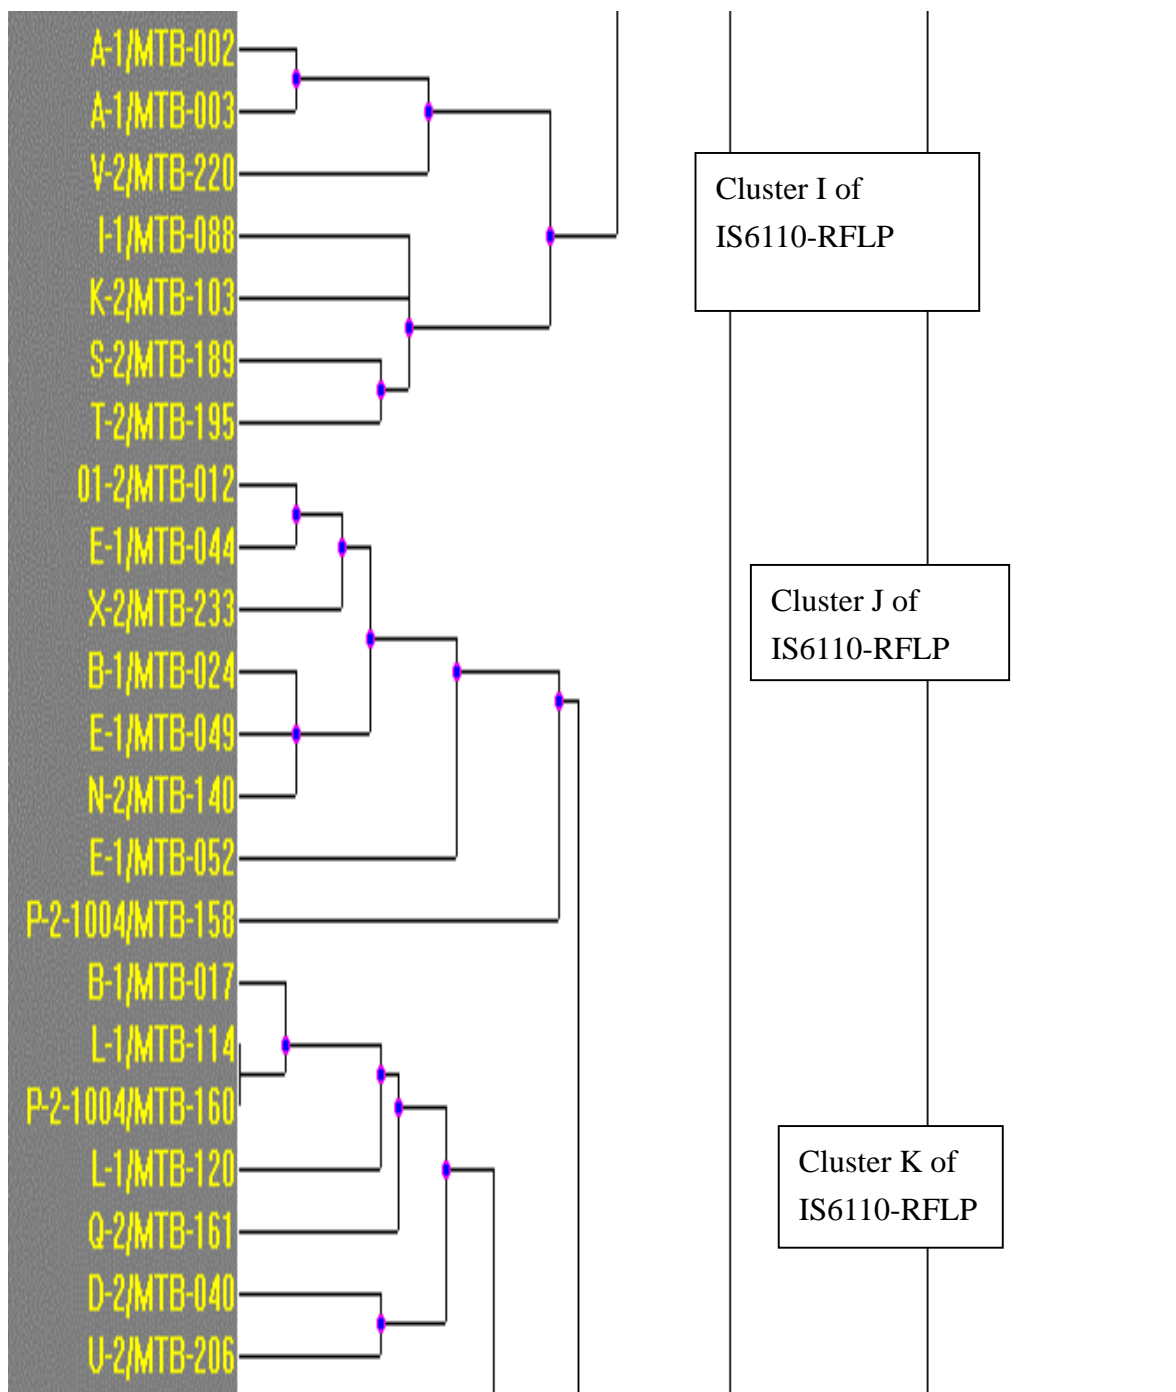 A-1/MTB-002
A-1/MTB-003
V-2/MTB-220
I-1/MTB-088
K-2/MTB-103
S-2/MTB-189
T-2/MTB-195
01-2/MTB-012
E-1/MTB-044
X-2/MTB-233
B-1/MTB-024
E-1/MTB-049
N-2/MTB-140
E-1/MTB-052
P-2-1004/MTB-158
B-1/MTB-017
L-1/MTB-114
P-2-1004/MTB-160
L-1/MTB-120
Q-2/MTB-161
D-2/MTB-040
U-2/MTB-206
Cluster I of
IS6110-RFLP
Cluster J of
IS6110-RFLP
Cluster K of
IS6110-RFLP